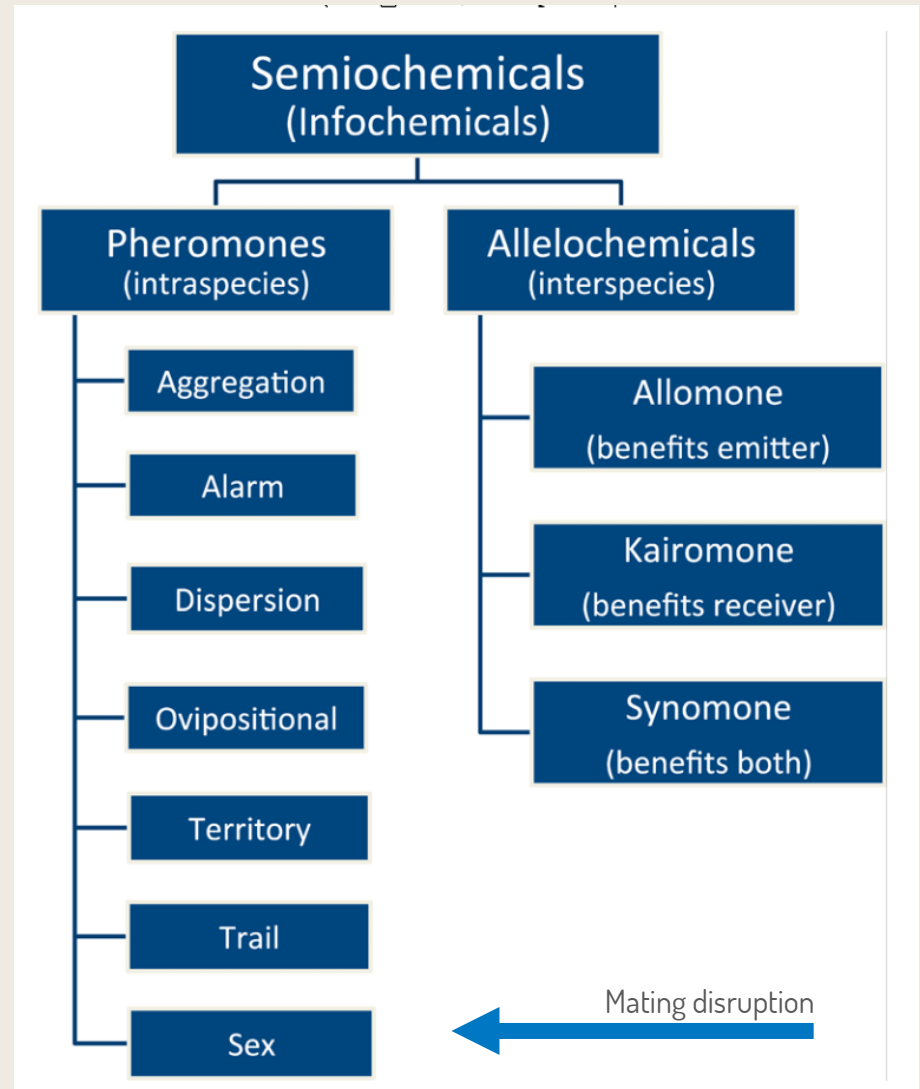 Semiochemicals
(Infochemicals)
Pheromones
(intraspecies)
Allelochemicals
(interspecies)
Aggregation
Alarm
Dispersion
Ovipositional
Territory
Trail
Sex
Allomone
(benefits emitter)
Kairomone
(benefits receiver)
Synomone
(benefits both)
Mating disruption